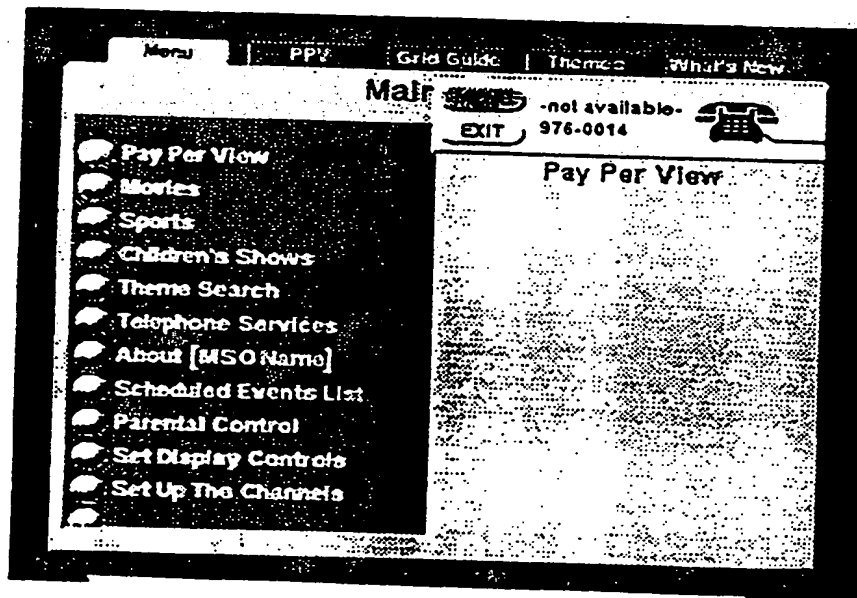 Menu | PPV Grid Guide | Themes What's New
Main
-not available-
EXIT 976-0014
Pay Per View
Pay Per View
Movies
Sports
Children's Shows
Theme Search
Telephone Services
About [MSO Name]
Scheduled Events List
Parental Control
Set Display Controls
Set Up The Channels